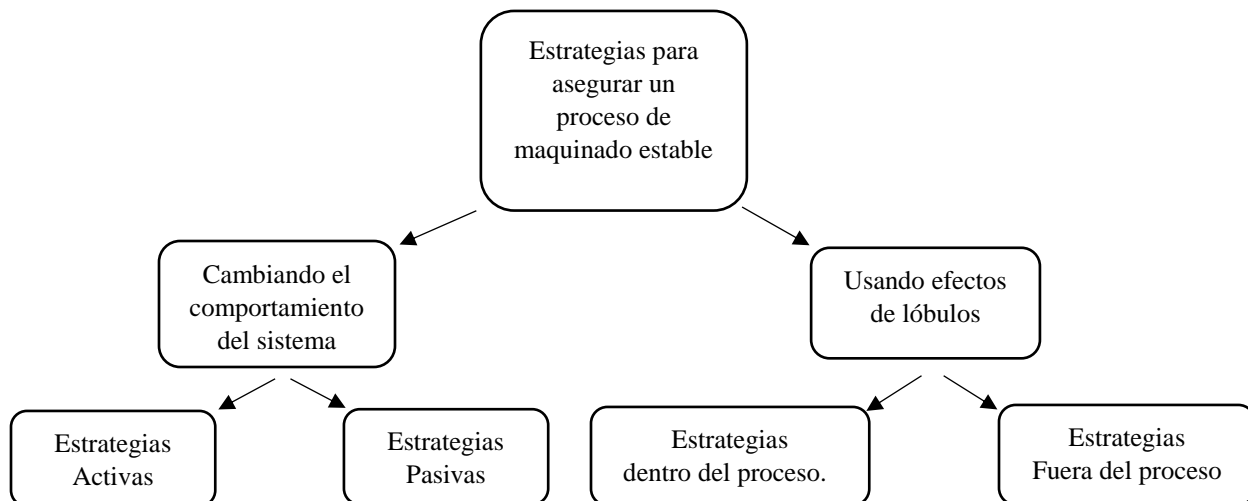 Estrategias para
asegurar un
proceso de
maquinado estable
Cambiando el
comportamiento
del sistema
Usando efectos
de lóbulos
Estrategias
Activas
Estrategias
Pasivas
Estrategias
dentro del proceso.
Estrategias
Fuera del proceso